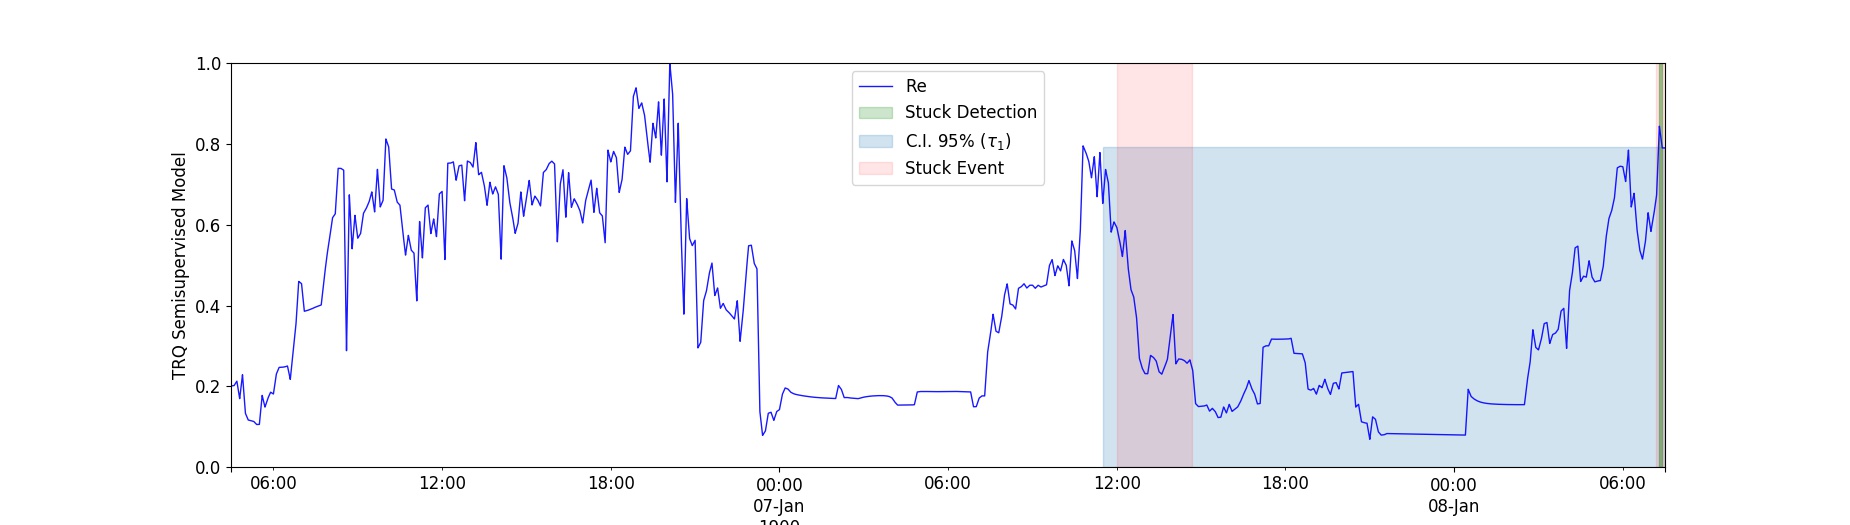 TRQ Semisupervised Model
1.0
0.8
0.6
0.4
0.2
0.0
Re
Stuck Detection
C.I. 95% (τ₁)
Stuck Event
06:00 12:00 18:00 00:00 06:00 12:00 18:00 00:00 06:00
07-Jan 08-Jan
1900